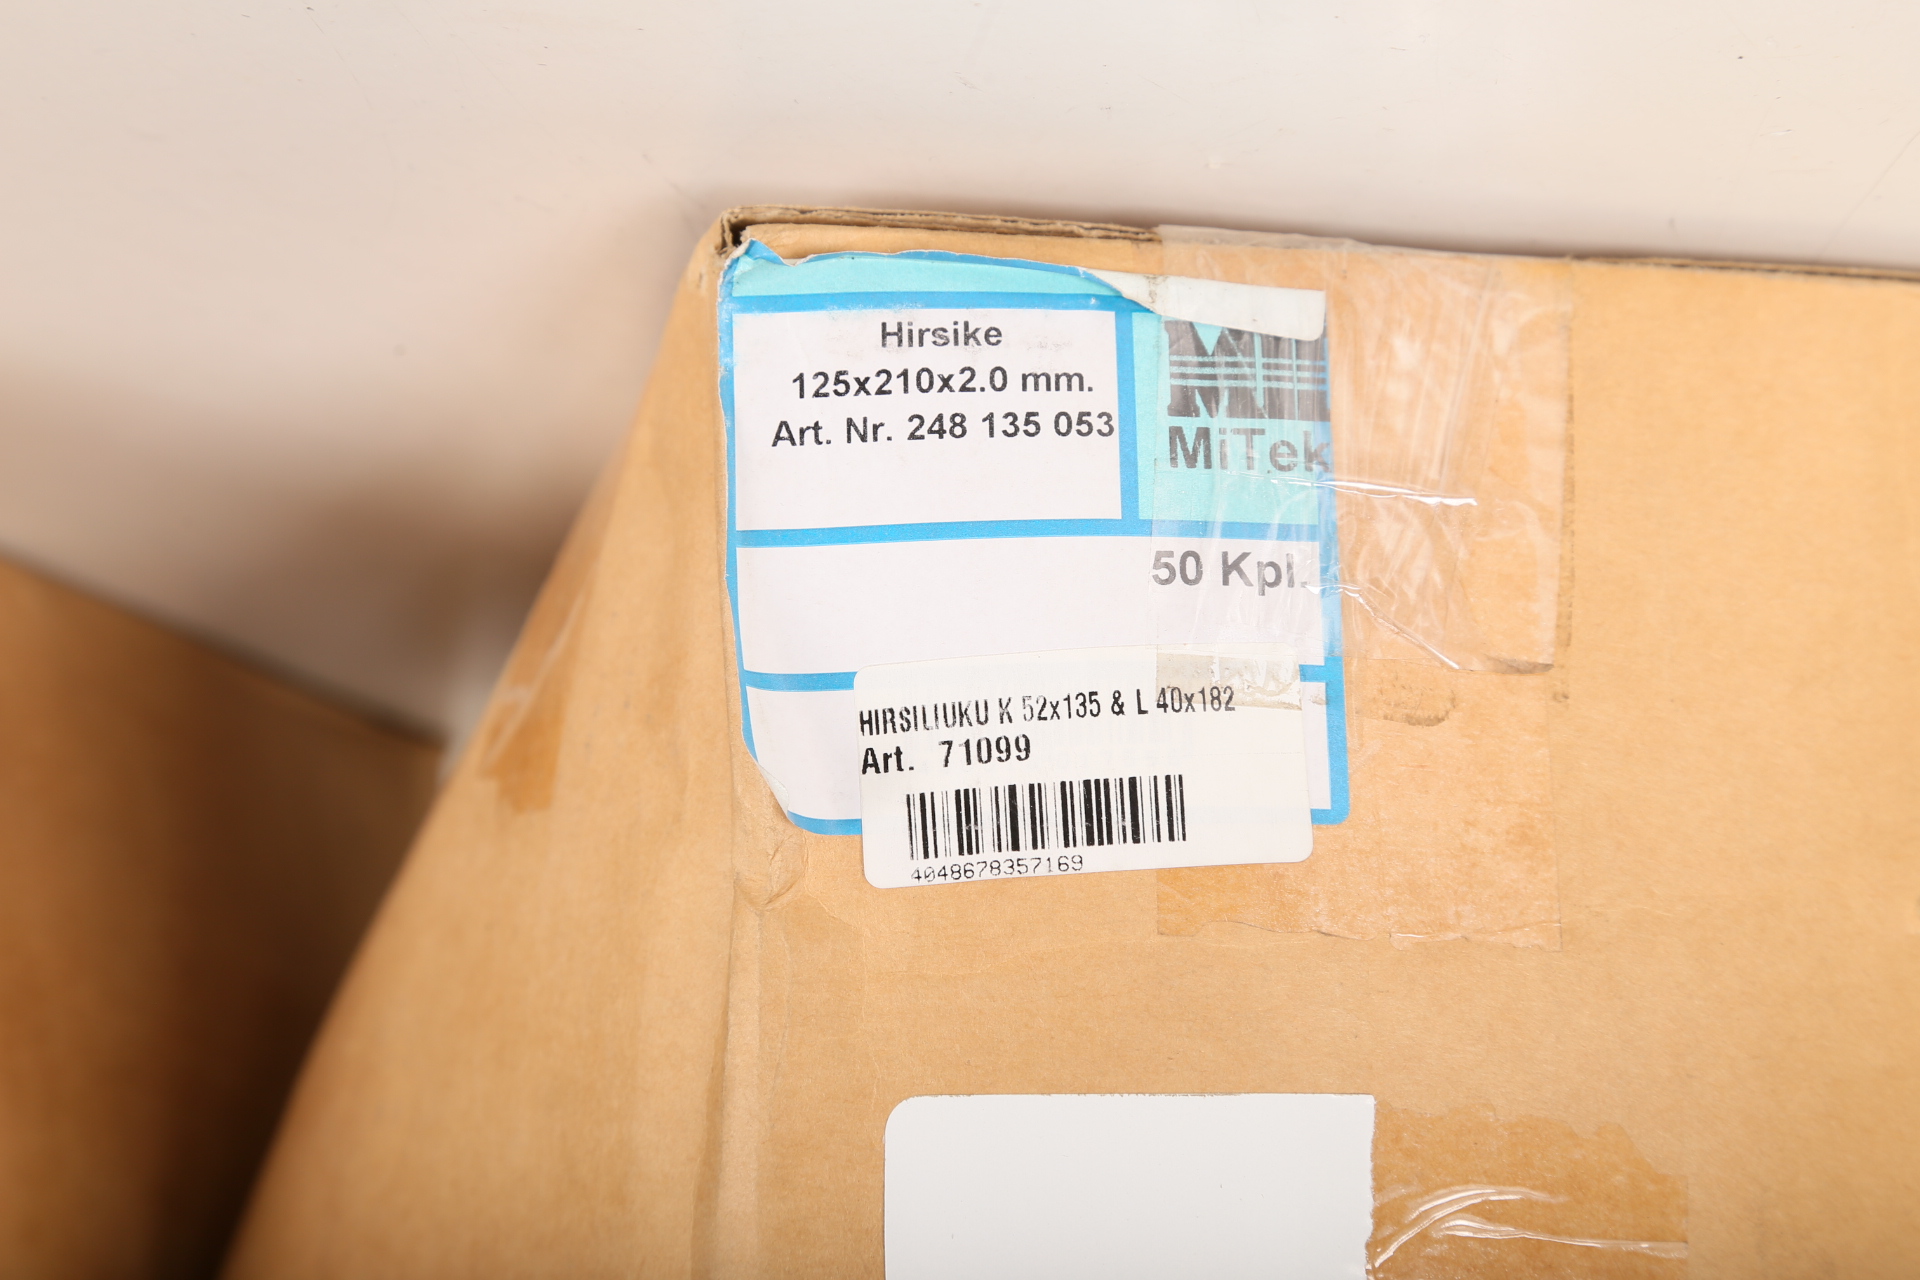 Hirsike
125x210x2.0 mm.
Art. Nr. 248 135 053
MiTek
50 Kpl.
HIRSILIUKU K 52x135 & L 40x182
Art. 71099
4048678357169